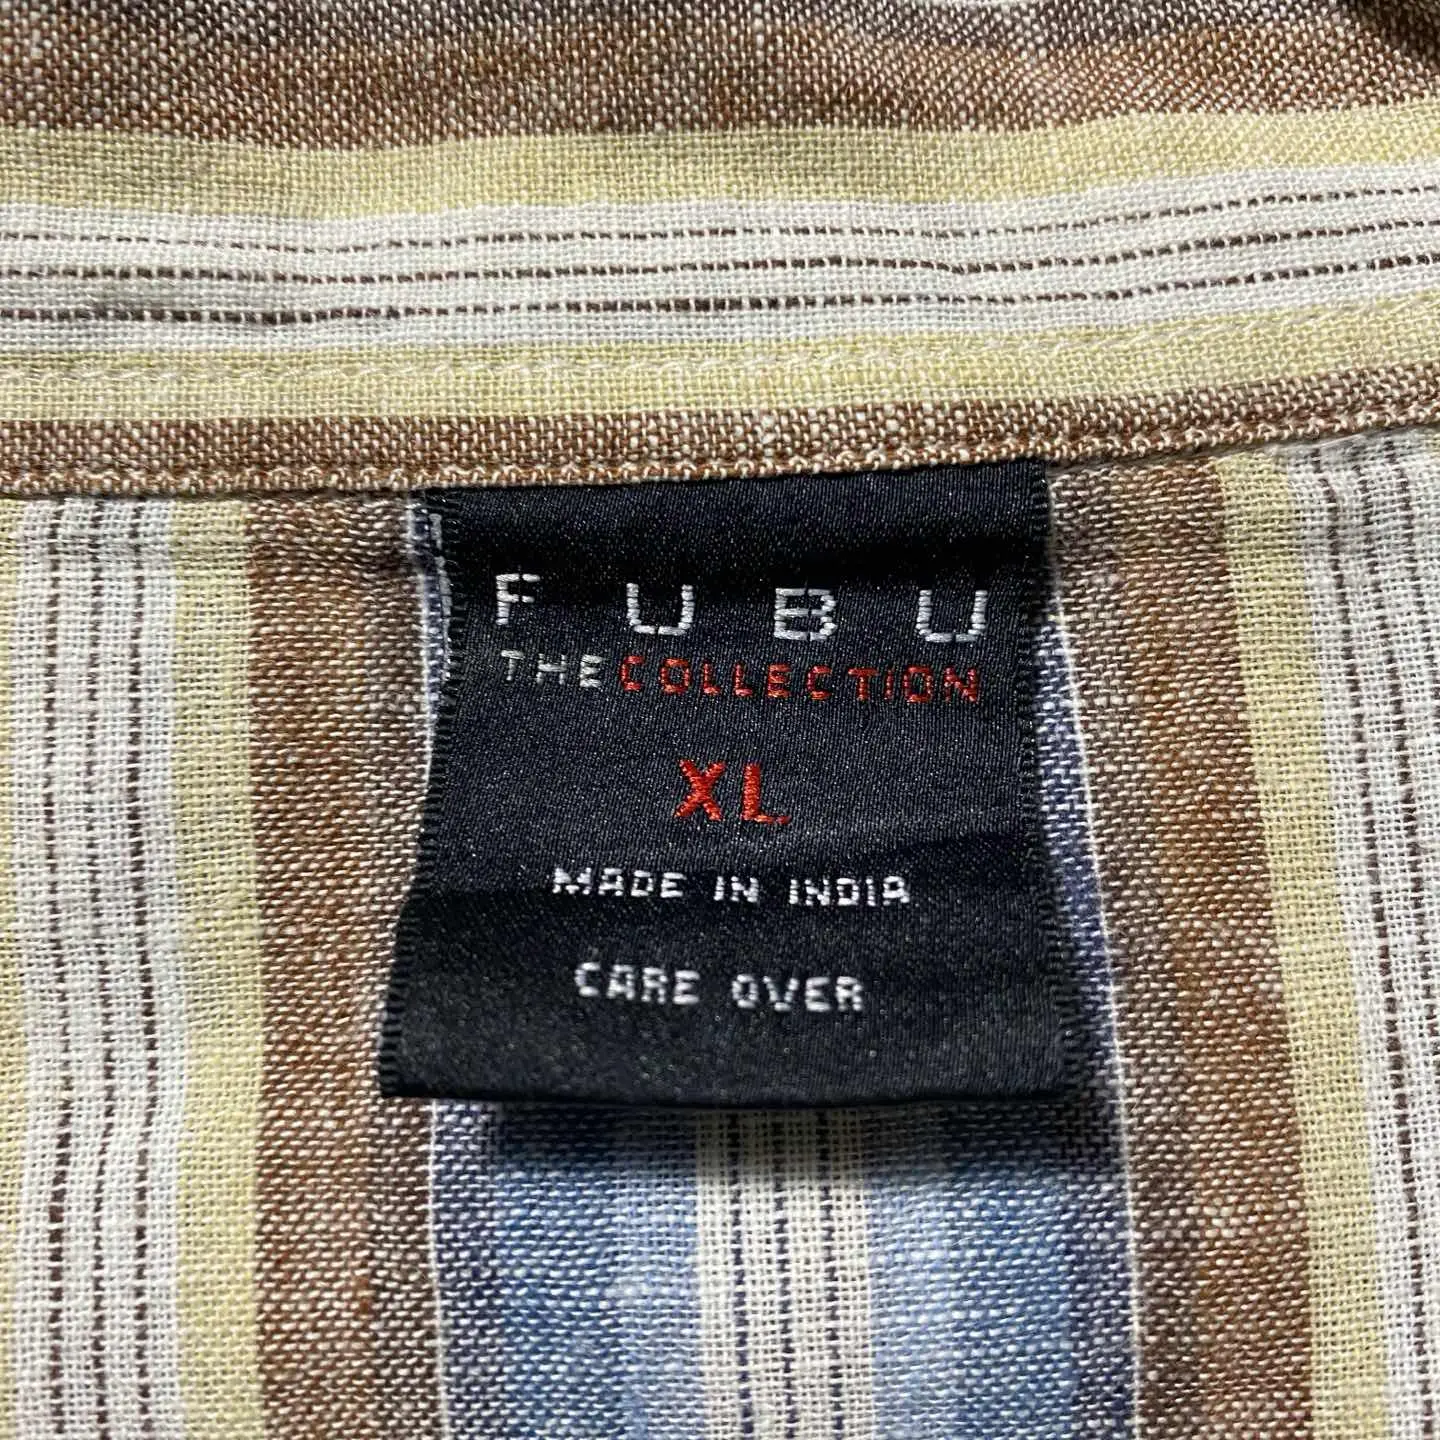 FUBU
THE COLLECTION
XL
MADE IN INDIA
CARE OVER